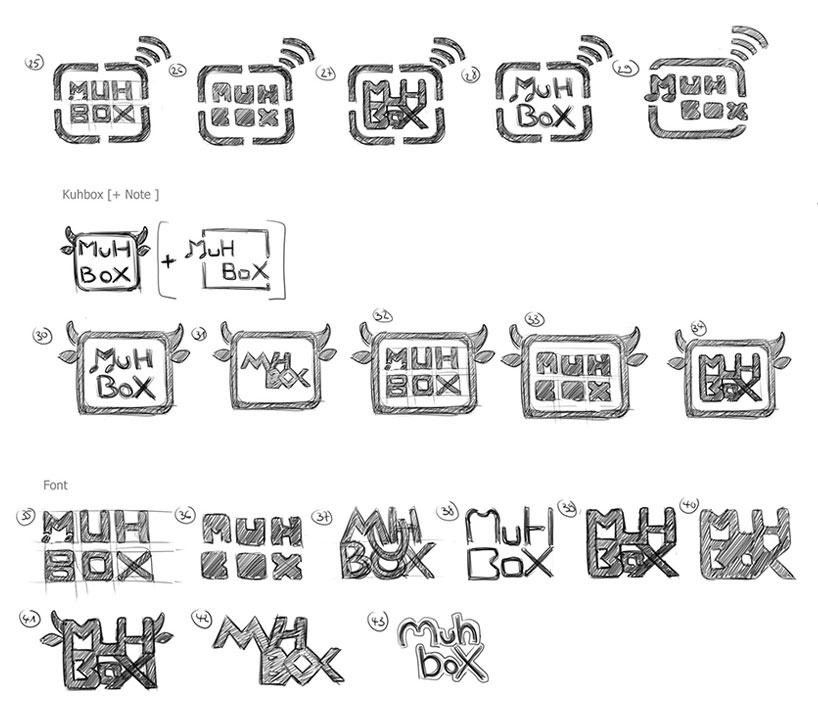 25 26 27 28 29
MUH MUH MUH MUH MUH
BOX BOX BOX BOX BOX
Kuhbox [+ Note ]
MUH + MUH
BOX BOX
30 31 32 33 34
MUH MUH MUH MUH MUH
BOX BOX BOX BOX BOX
Font
35 36 37 38 39 40
MUH MUH MUH MUH MUH MUH
BOX BOX BOX BOX BOX BOX
41 42 43
MUH MUH Muh
BOX BOX boX